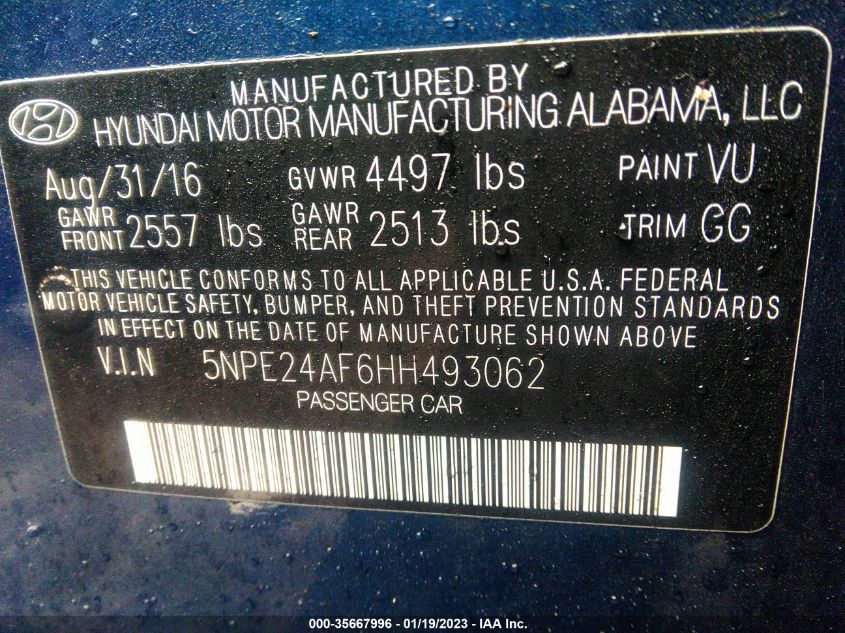 MANUFACTURED BY
HYUNDAI MOTOR MANUFACTURING ALABAMA, LLC
Aug/31/16 GVWR 4497 lbs PAINT VU
GAWR FRONT 2557 lbs GAWR REAR 2513 lbs TRIM GG
THIS VEHICLE CONFORMS TO ALL APPLICABLE U.S.A. FEDERAL
MOTOR VEHICLE SAFETY, BUMPER, AND THEFT PREVENTION STANDARDS
IN EFFECT ON THE DATE OF MANUFACTURE SHOWN ABOVE
V.I.N 5NPE24AF6HH493062
PASSENGER CAR
000-35667996 - 01/19/2023 - IAA Inc.